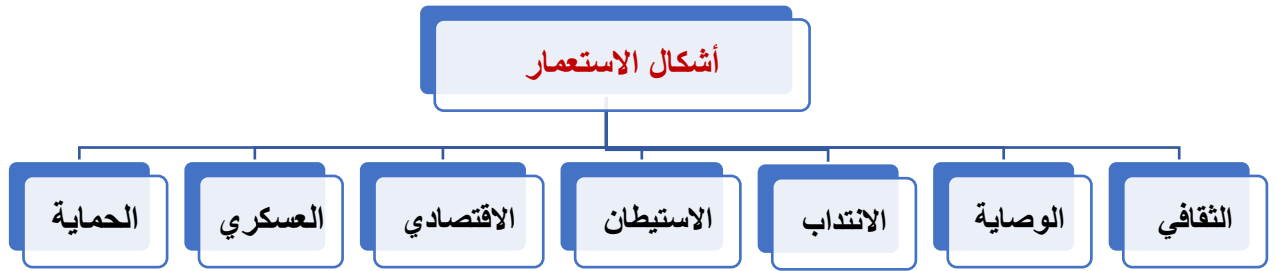 أشكال الاستعمار
الثقافي
الوصاية
الانتداب
الاستيطان
الاقتصادي
العسكري
الحماية